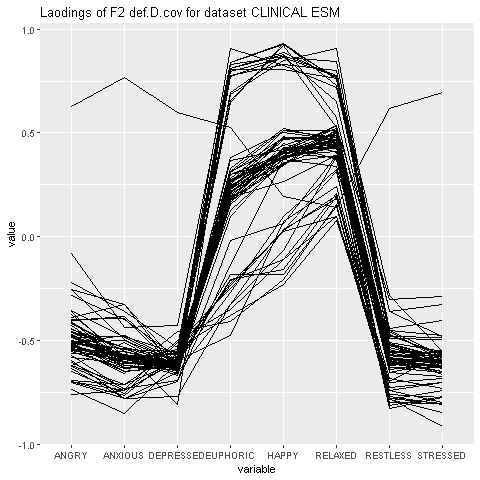 Laodings of F2 def.D.cov for dataset CLINICAL ESM
1.0
0.5
0.0
-0.5
-1.0
value
ANGRY ANXIOUS DEPRESSEDEUPHORIC HAPPY RELAXED RESTLESS STRESSED
variable